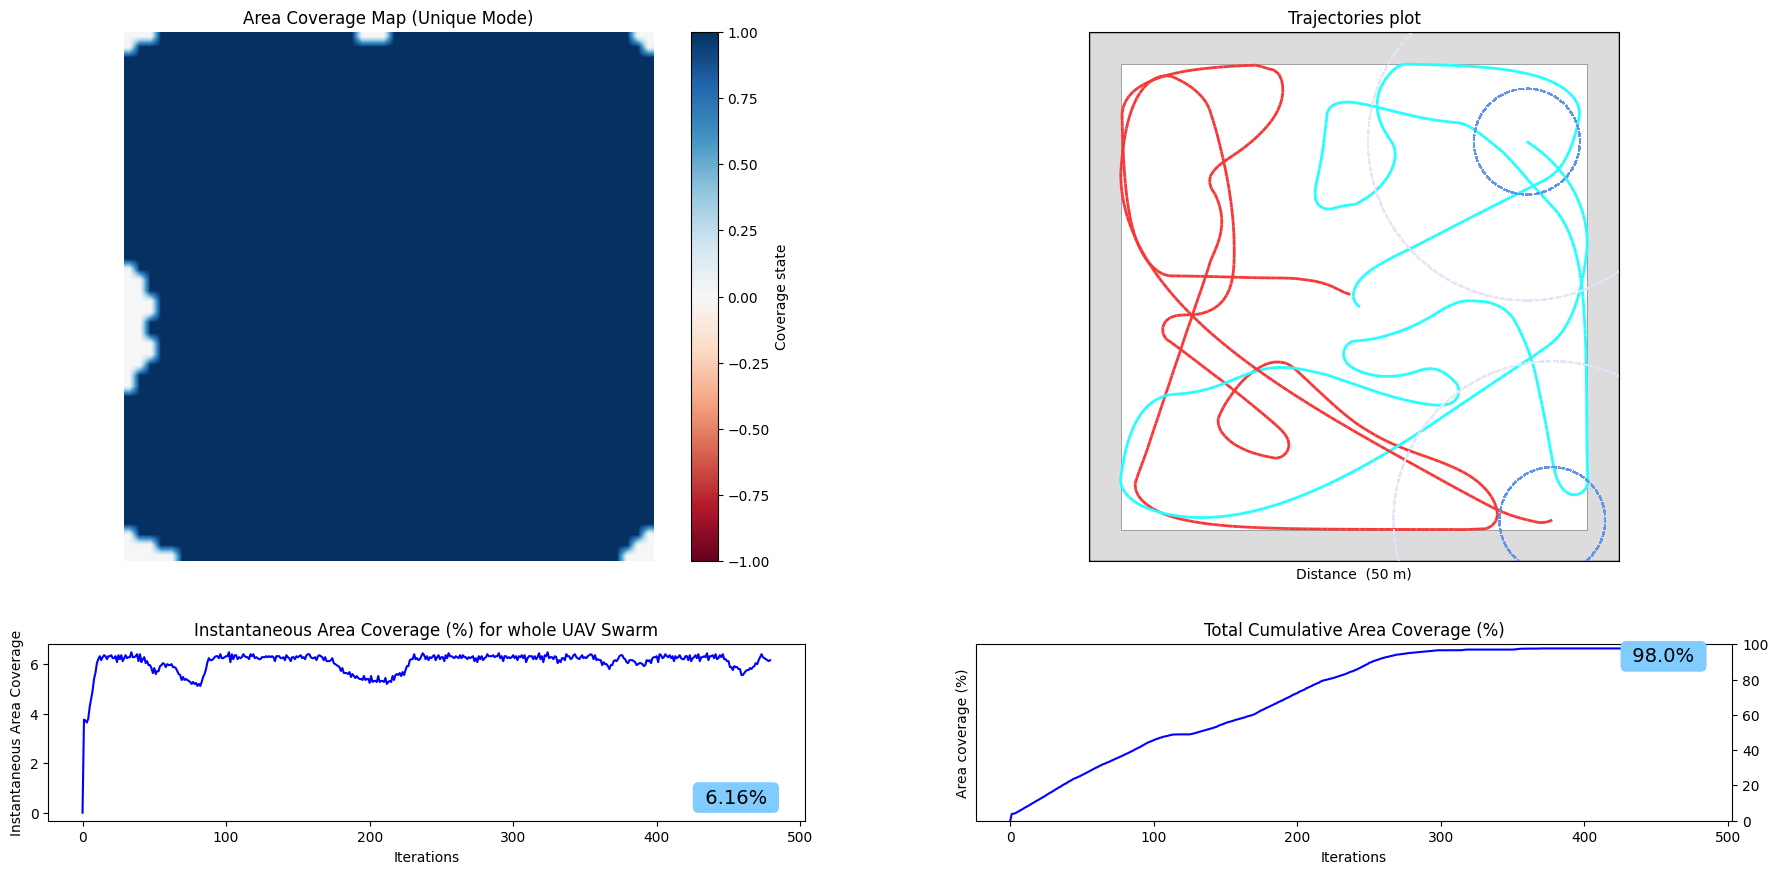 Area Coverage Map (Unique Mode)
1.00
0.75
0.50
0.25
0.00
−0.25
−0.50
−0.75
−1.00
Coverage state
Trajectories plot
Distance  (50 m)
Instantaneous Area Coverage (%) for whole UAV Swarm
Instantaneous Area Coverage
6
4
2
0
6.16%
0 100 200 300 400 500
Iterations
Total Cumulative Area Coverage (%)
Area coverage (%)
98.0%
100
80
60
40
20
0
0 100 200 300 400 500
Iterations